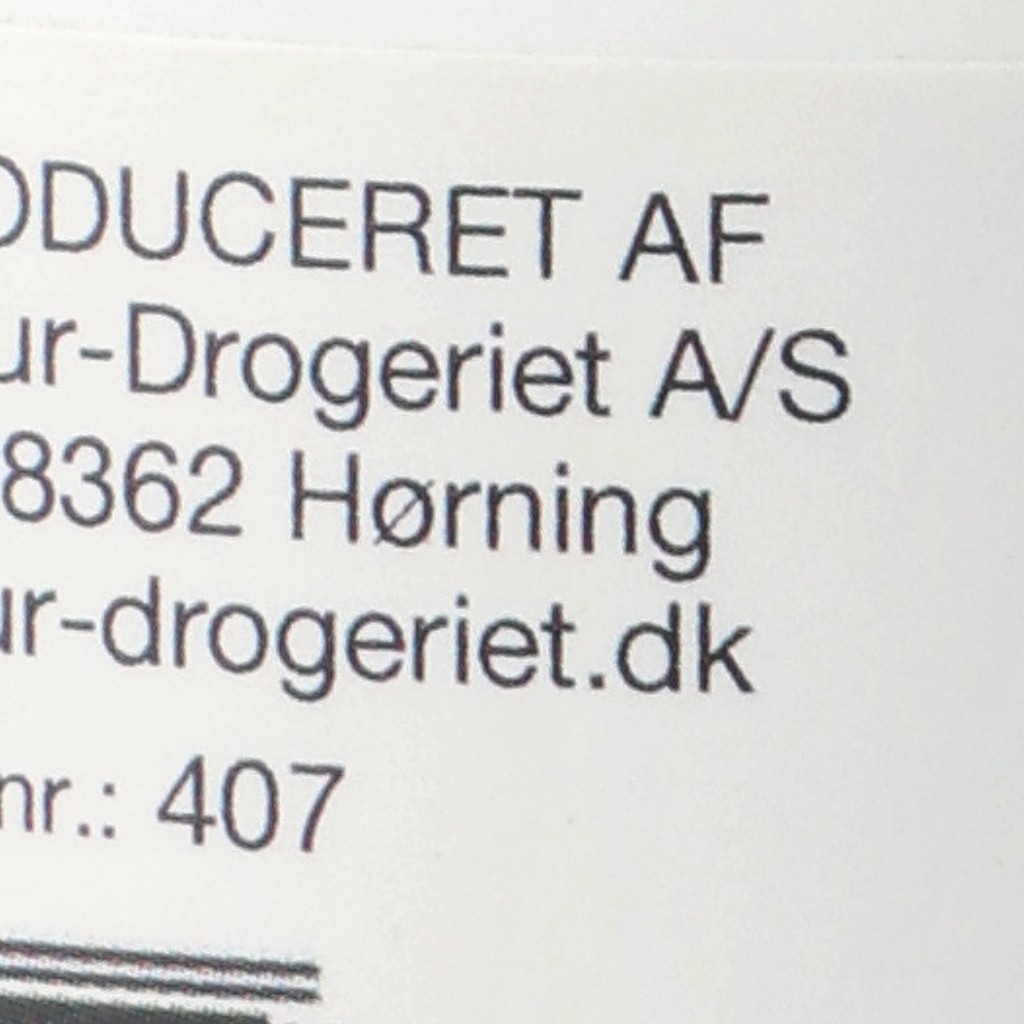 ODUCERET AF
ur-Drogeriet A/S
8362 Hørning
ur-drogeriet.dk
nr.: 407